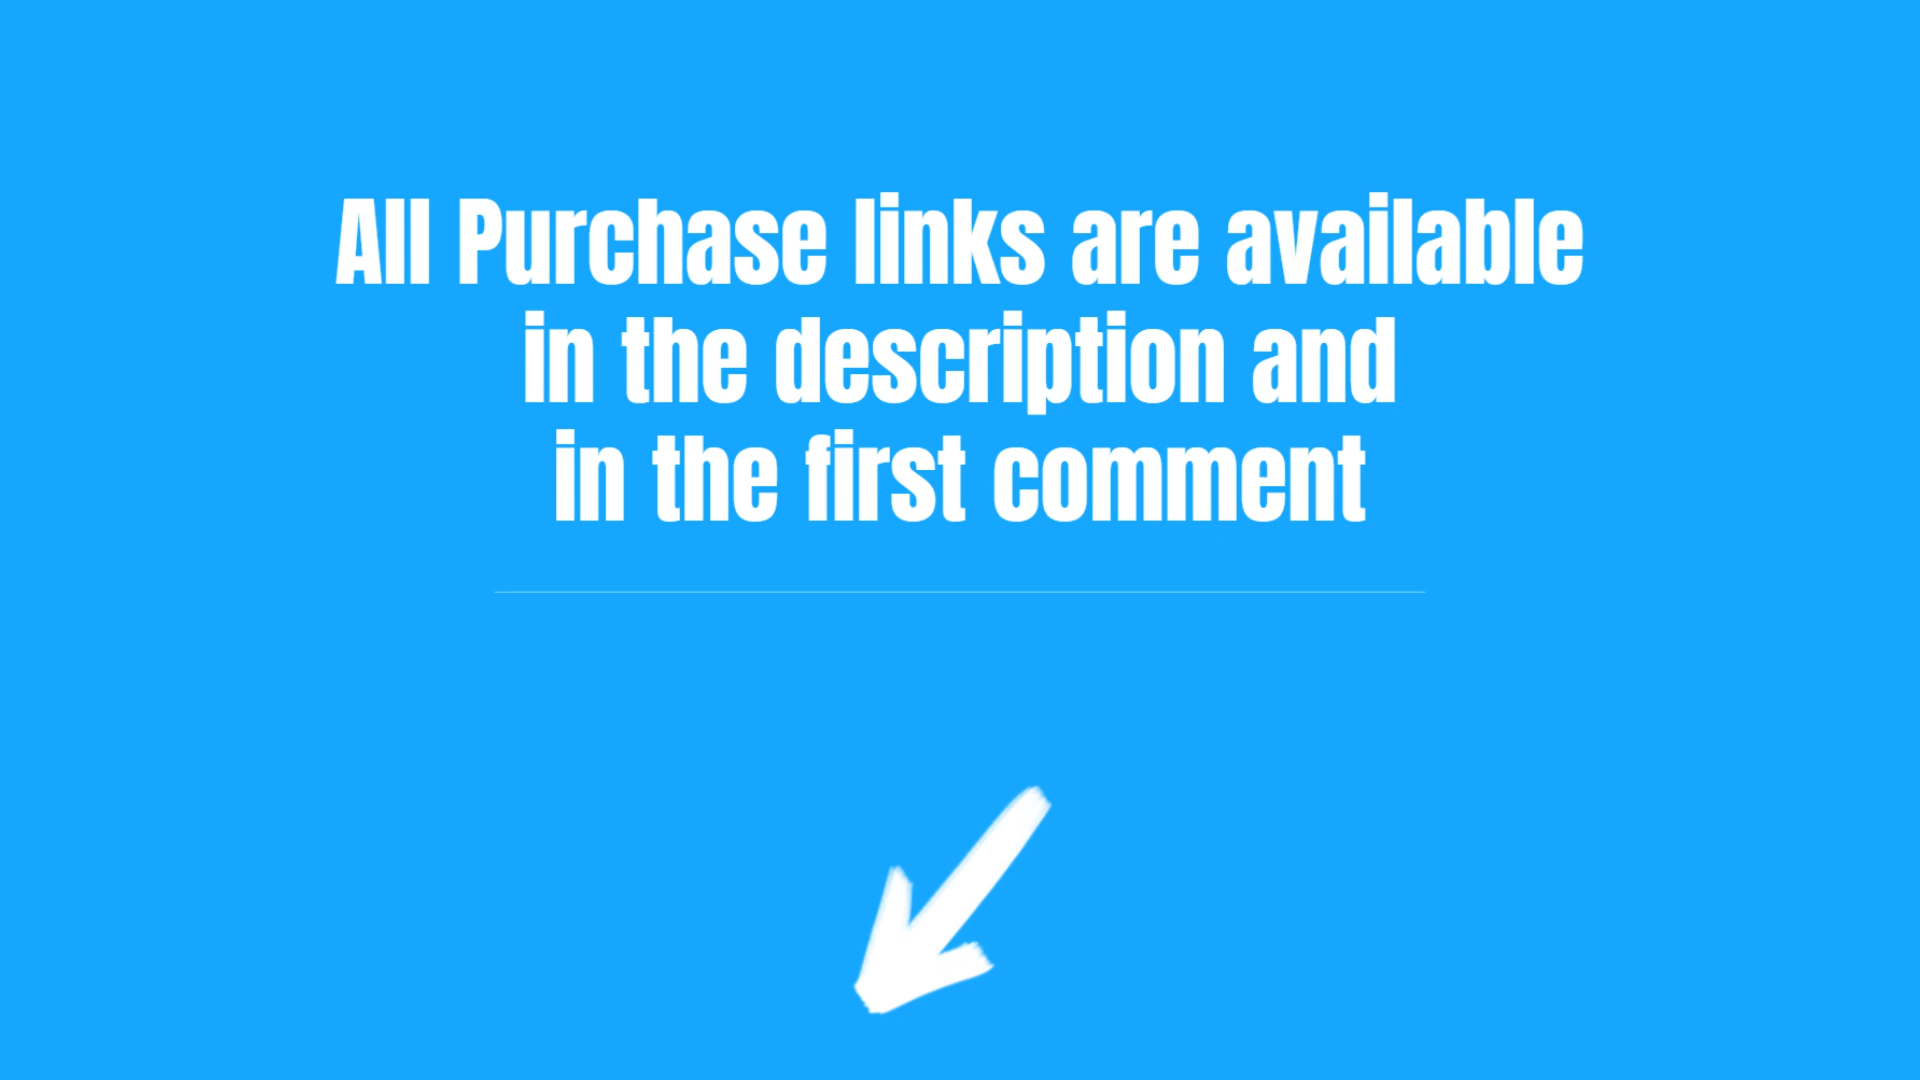 All Purchase links are available
in the description and
in the first comment